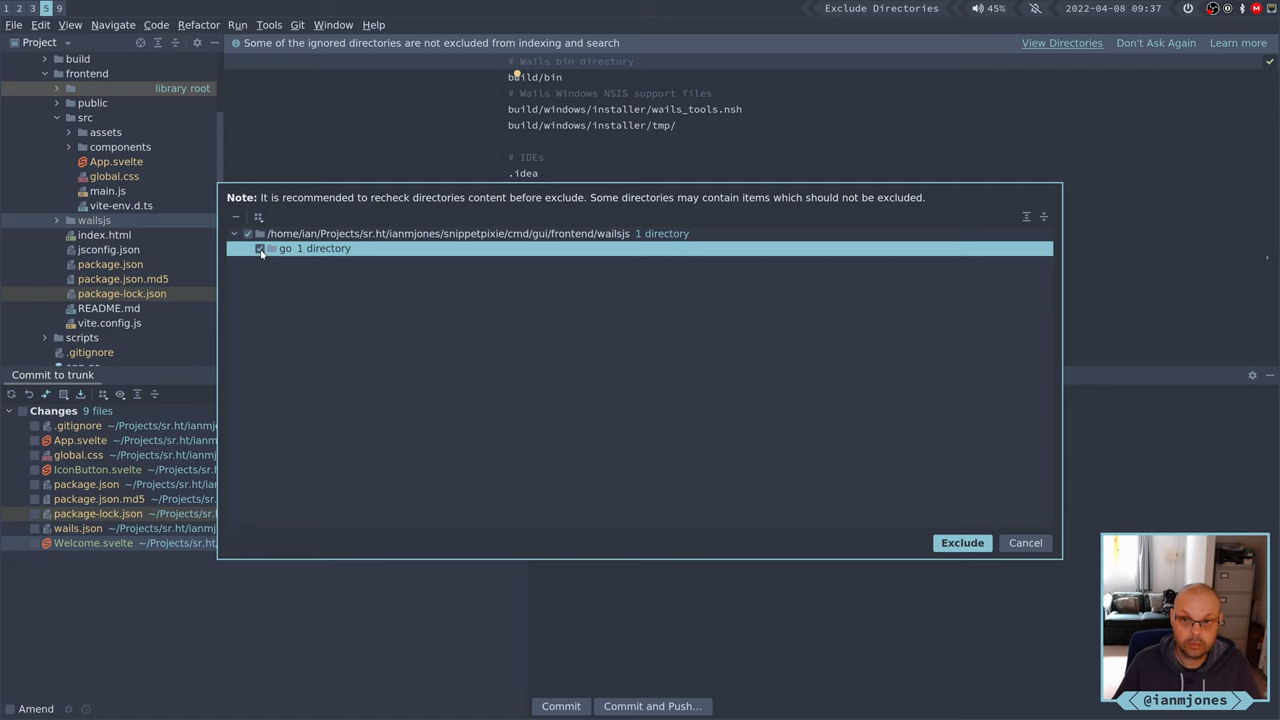 1 2 3 5 9
Exclude Directories
45%
2022-04-08 09:37
File Edit View Navigate Code Refactor Run Tools Git Window Help
Project
Some of the ignored directories are not excluded from indexing and search
View Directories Don't Ask Again Learn more
build
frontend
library root
public
src
assets
components
App.svelte
global.css
main.js
vite-env.d.ts
wailsjs
index.html
jsconfig.json
package.json
package.json.md5
package-lock.json
README.md
vite.config.js
scripts
.gitignore
# Wails bin directory
build/bin
# Wails Windows NSIS support files
build/windows/installer/wails_tools.nsh
build/windows/installer/tmp/
# IDEs
.idea
Note: It is recommended to recheck directories content before exclude. Some directories may contain items which should not be excluded.
/home/ian/Projects/sr.ht/ianmjones/snippetpixie/cmd/gui/frontend/wailsjs 1 directory
go 1 directory
Exclude Cancel
Commit to trunk
Changes 9 files
.gitignore ~/Projects/sr.ht/ianmj
App.svelte ~/Projects/sr.ht/ianm
global.css ~/Projects/sr.ht/ianm
IconButton.svelte ~/Projects/sr
package.json ~/Projects/sr.ht/ia
package.json.md5 ~/Projects/sr
package-lock.json ~/Projects/sr
wails.json ~/Projects/sr.ht/ianm
Welcome.svelte ~/Projects/sr.ht
Amend
Commit Commit and Push...
@ianmjones